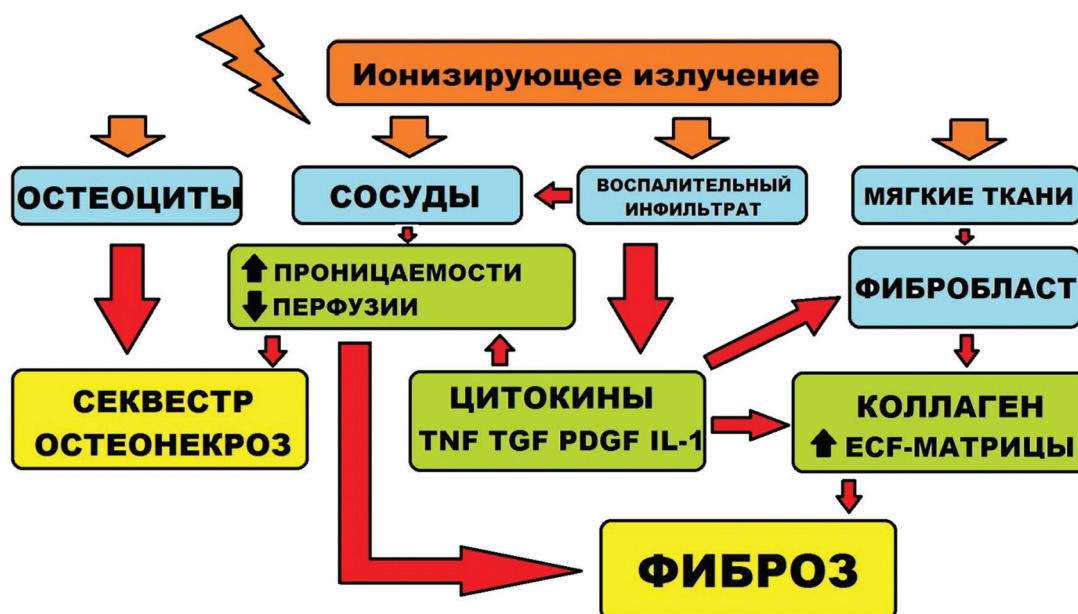 Ионизирующее излучение
ОСТЕОЦИТЫ
СОСУДЫ
ВОСПАЛИТЕЛЬНЫЙ
ИНФИЛЬТРАТ
МЯГКИЕ ТКАНИ
ПРОНИЦАЕМОСТИ
ПЕРФУЗИИ
ФИБРОБЛАСТ
СЕКВЕСТР
ОСТЕОНЕКРОЗ
ЦИТОКИНЫ
TNF TGF PDGF IL-1
КОЛЛАГЕН
ECF-МАТРИЦЫ
ФИБРОЗ